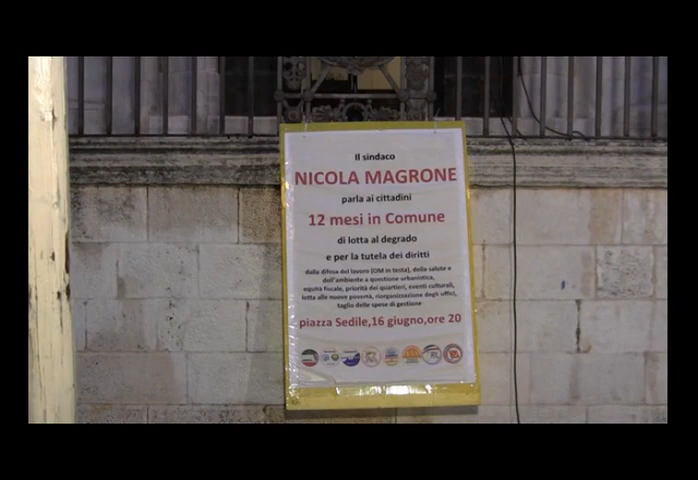 Il sindaco
NICOLA MAGRONE
parla ai cittadini
12 mesi in Comune
di lotta al degrado
e per la tutela dei diritti
dalla difesa del lavoro (OM in testa), della salute e
dell'ambiente a questione urbanistica,
equità fiscale, priorità dei quartieri, eventi culturali,
lotta alle nuove povertà, riorganizzazione degli uffici,
taglio delle spese di gestione
piazza Sedile,16 giugno,ore 20